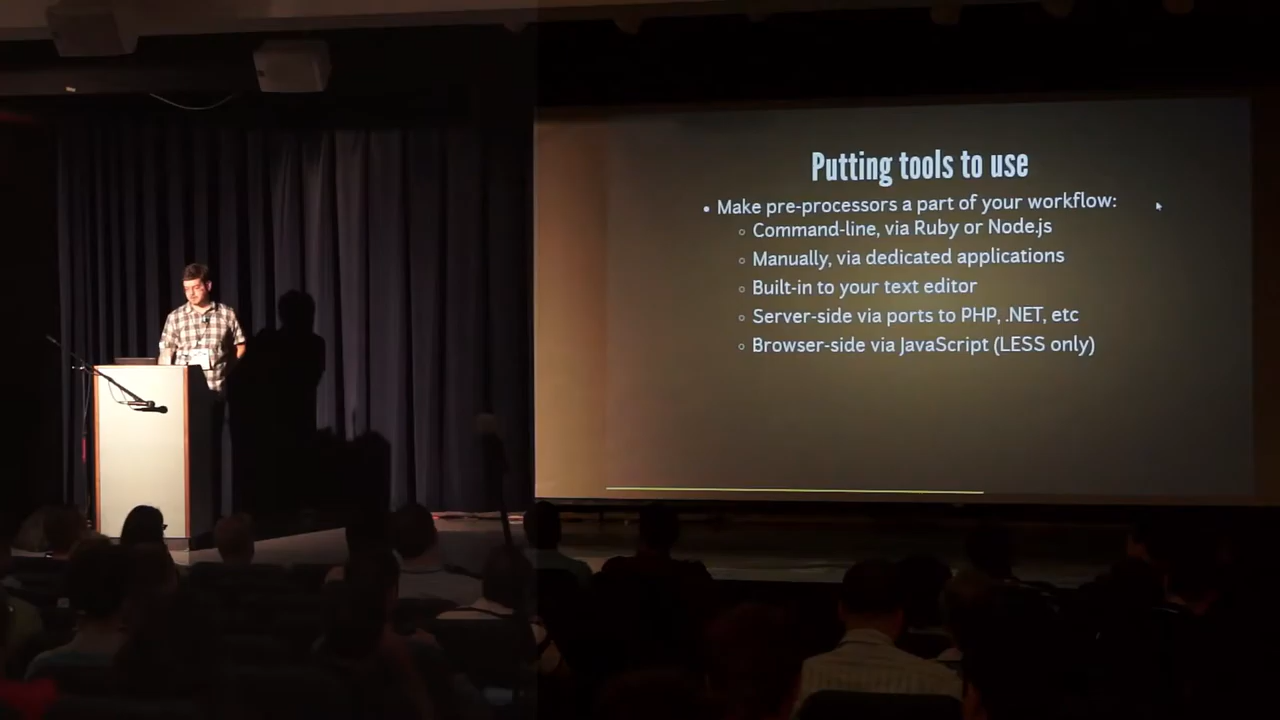 Putting tools to use
• Make pre-processors a part of your workflow:
◦ Command-line, via Ruby or Node.js
◦ Manually, via dedicated applications
◦ Built-in to your text editor
◦ Server-side via ports to PHP, .NET, etc
◦ Browser-side via JavaScript (LESS only)